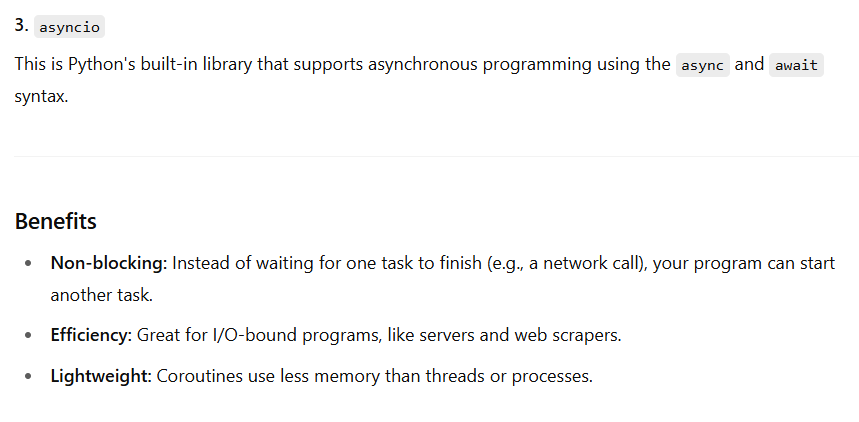 3. asyncio
This is Python's built-in library that supports asynchronous programming using the async and await
syntax.
Benefits
• Non-blocking: Instead of waiting for one task to finish (e.g., a network call), your program can start
another task.
• Efficiency: Great for I/O-bound programs, like servers and web scrapers.
• Lightweight: Coroutines use less memory than threads or processes.